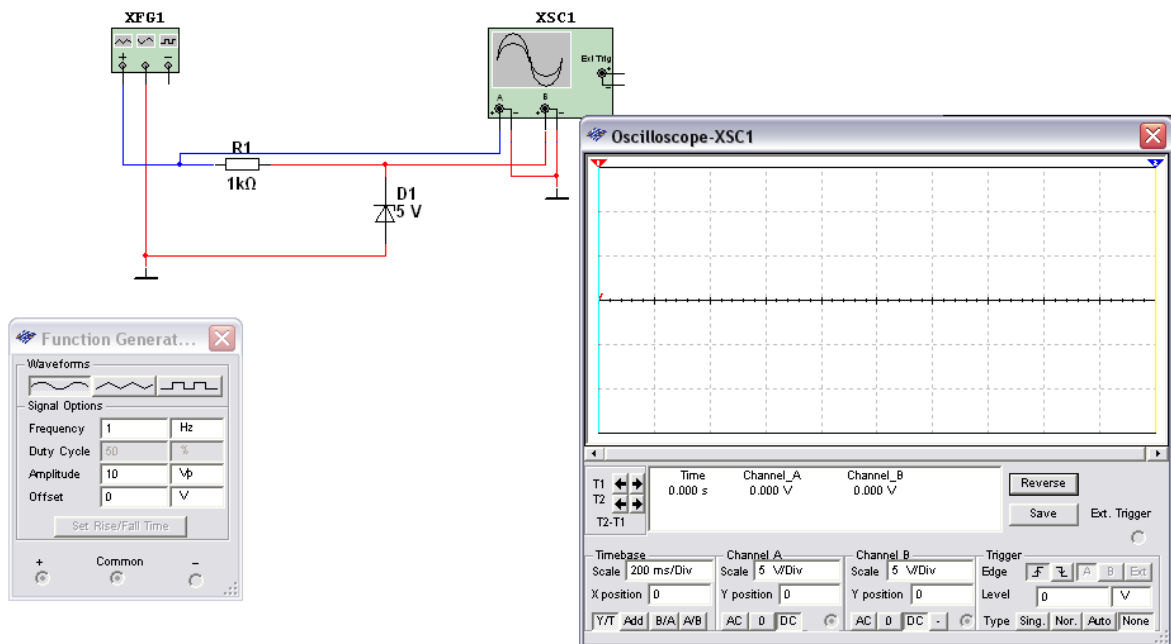 XFG1
XSC1
Ext Trig
+
-
A
B
+ - + -
R1
1kΩ
D1
5 V
Oscilloscope-XSC1
1
2
Function Generat...
Waveforms
Signal Options
Frequency 1 Hz
Duty Cycle 50 %
Amplitude 10 Vp
Offset 0 V
Set Rise/Fall Time
+ Common -
T1
T2
T2-T1
Time Channel_A Channel_B
0.000 s 0.000 V 0.000 V
Reverse
Save
Ext. Trigger
Timebase
Scale 200 ms/Div
X position 0
Y/T Add B/A A/B
Channel A
Scale 5 V/Div
Y position 0
AC 0 DC
Channel B
Scale 5 V/Div
Y position 0
AC 0 DC -
Trigger
Edge A B Ext
Level 0 V
Type Sing. Nor. Auto None